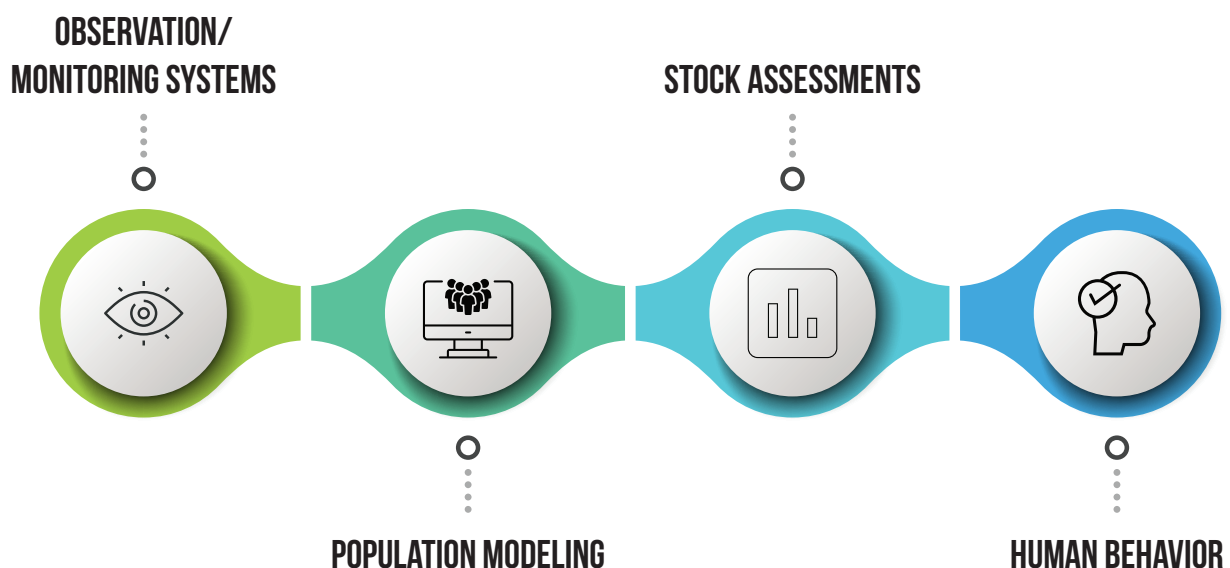 OBSERVATION/
MONITORING SYSTEMS
STOCK ASSESSMENTS
POPULATION MODELING
HUMAN BEHAVIOR